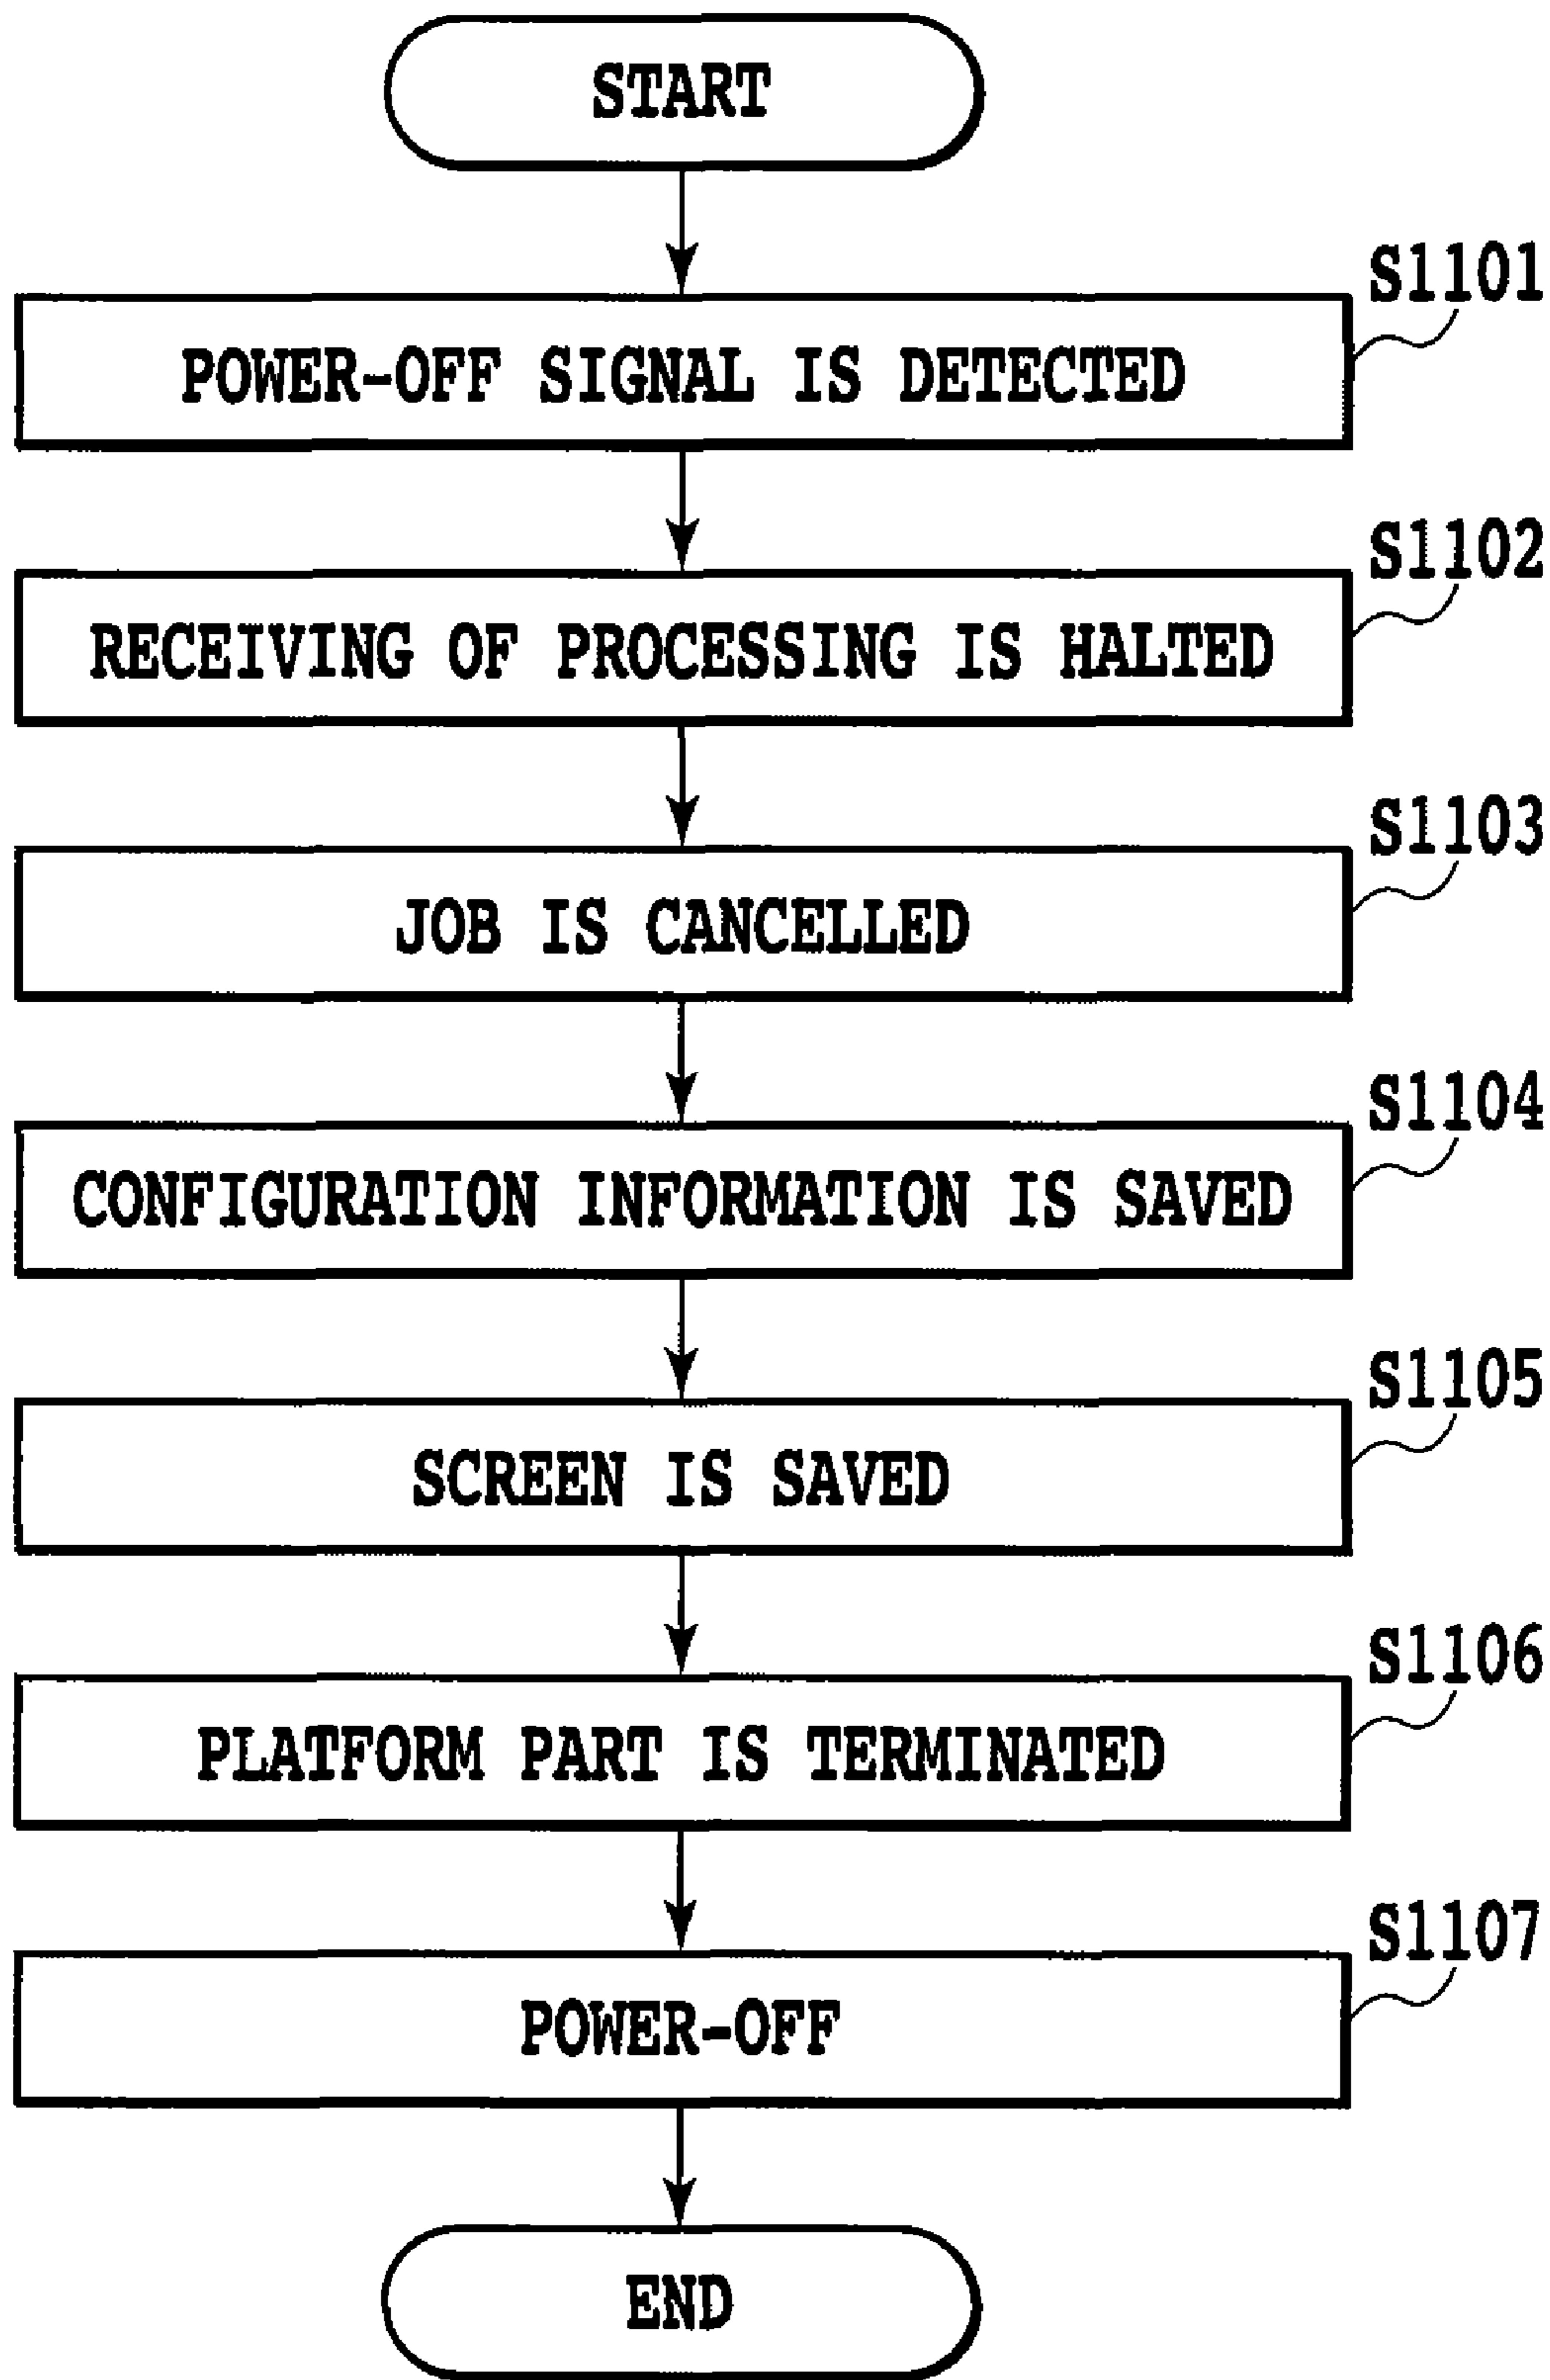 START
S1101
POWER-OFF SIGNAL IS DETECTED
S1102
RECEIVING OF PROCESSING IS HALTED
S1103
JOB IS CANCELLED
S1104
CONFIGURATION INFORMATION IS SAVED
S1105
SCREEN IS SAVED
S1106
PLATFORM PART IS TERMINATED
S1107
POWER-OFF
END